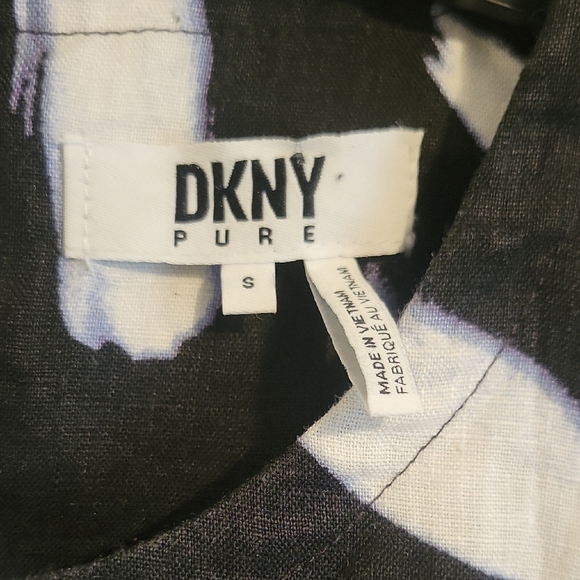 DKNY
PURE
S
MADE IN VIETNAM
FABRIQUÉ AU VIETNAM